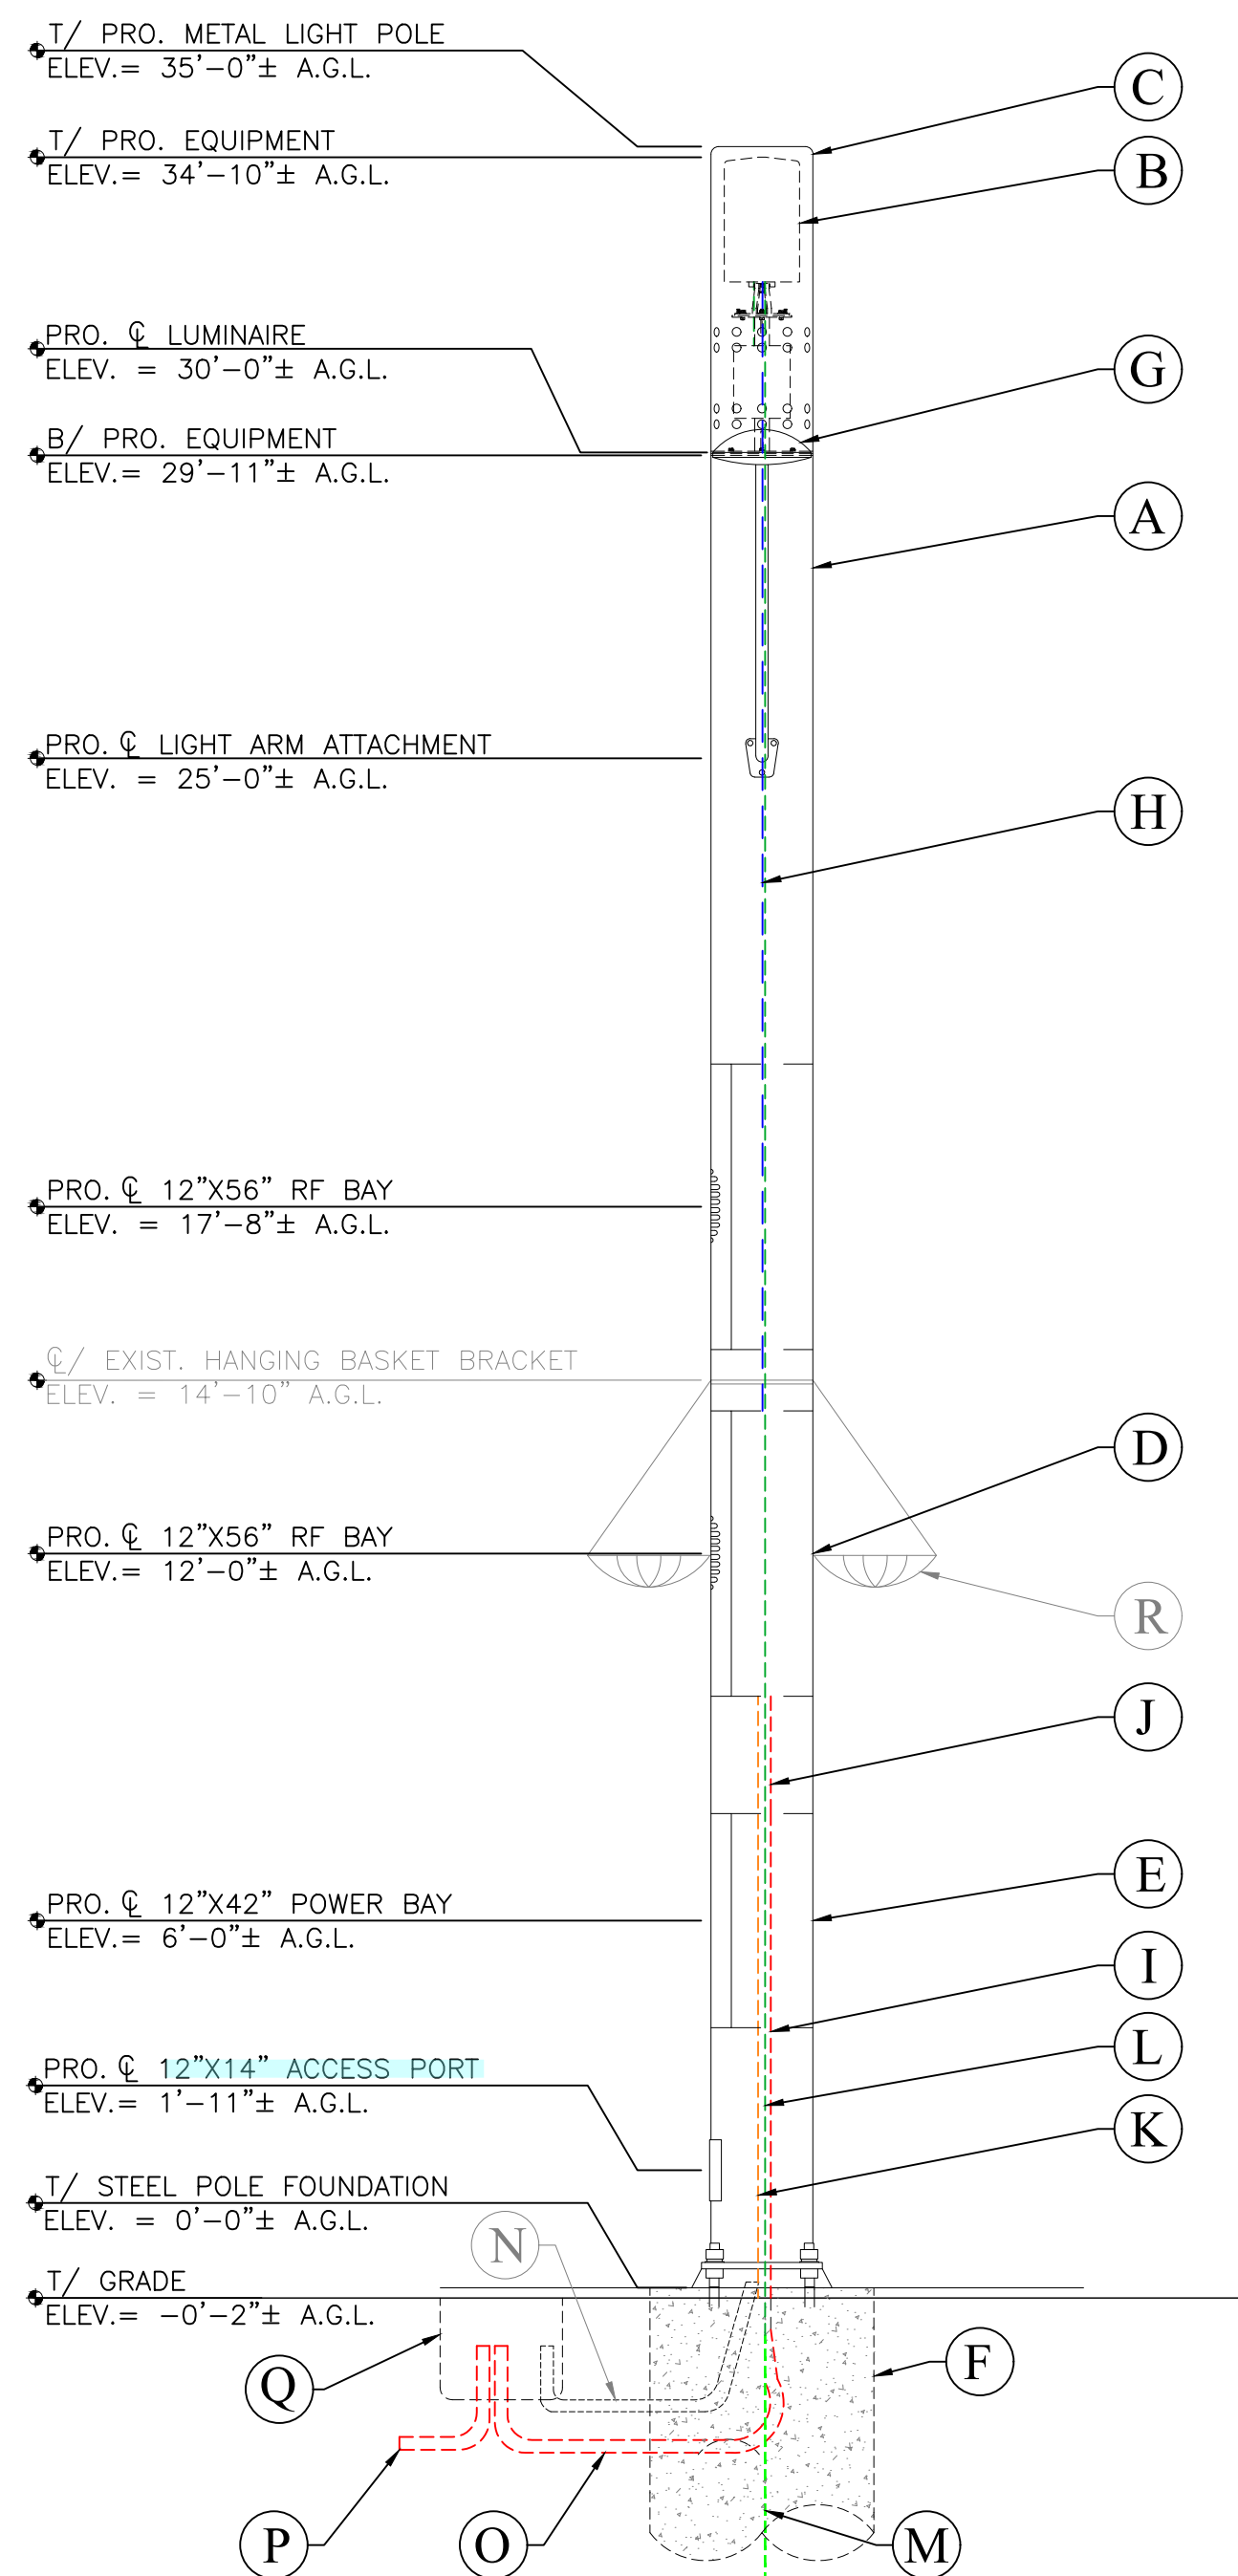 T/ PRO. METAL LIGHT POLE
ELEV.= 35'-0"± A.G.L.
C
T/ PRO. EQUIPMENT
ELEV.= 34'-10"± A.G.L.
B
PRO. ℄ LUMINAIRE
ELEV. = 30'-0"± A.G.L.
G
B/ PRO. EQUIPMENT
ELEV.= 29'-11"± A.G.L.
A
PRO. ℄ LIGHT ARM ATTACHMENT
ELEV. = 25'-0"± A.G.L.
H
PRO. ℄ 12"X56" RF BAY
ELEV. = 17'-8"± A.G.L.
℄/ EXIST. HANGING BASKET BRACKET
ELEV. = 14'-10" A.G.L.
D
PRO. ℄ 12"X56" RF BAY
ELEV.= 12'-0"± A.G.L.
R
J
E
PRO. ℄ 12"X42" POWER BAY
ELEV.= 6'-0"± A.G.L.
I
L
PRO. ℄ 12"X14" ACCESS PORT
ELEV.= 1'-11"± A.G.L.
K
T/ STEEL POLE FOUNDATION
ELEV. = 0'-0"± A.G.L.
N
T/ GRADE
ELEV.= -0'-2"± A.G.L.
Q
F
P
O
M